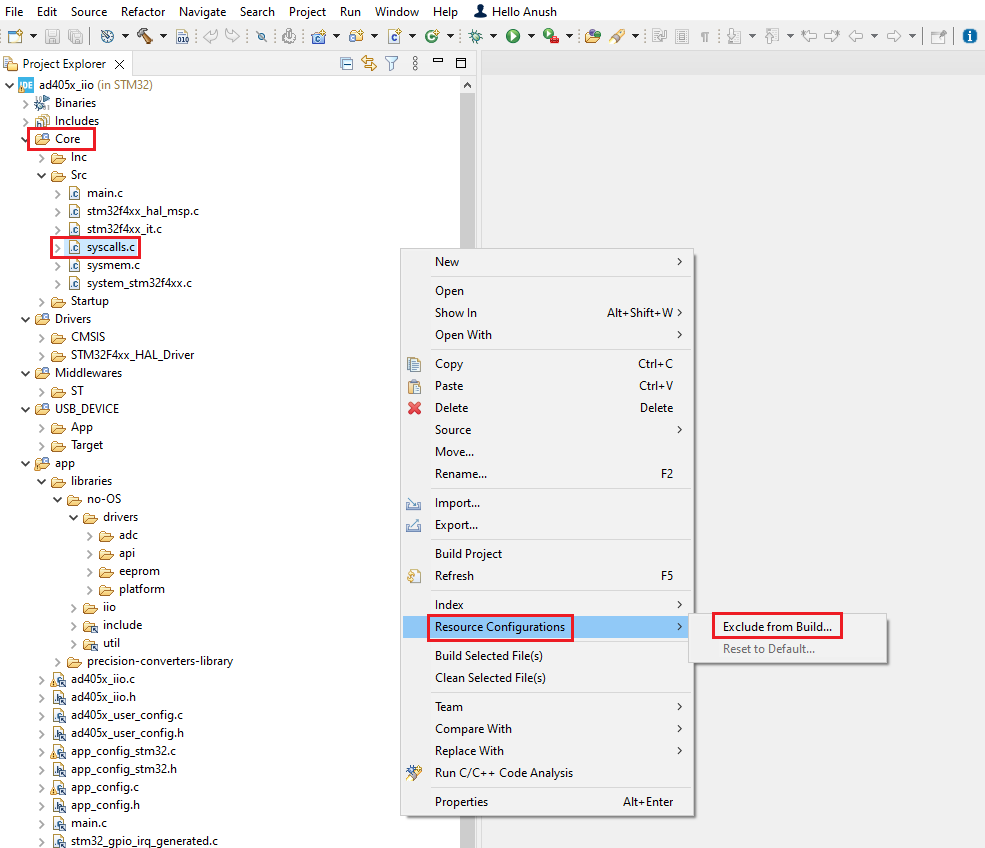 File Edit Source Refactor Navigate Search Project Run Window Help Hello Anush
Project Explorer
ad405x_iio (in STM32)
Binaries
Includes
Core
Inc
Src
main.c
stm32f4xx_hal_msp.c
stm32f4xx_it.c
syscalls.c
sysmem.c
system_stm32f4xx.c
Startup
Drivers
CMSIS
STM32F4xx_HAL_Driver
Middlewares
ST
USB_DEVICE
App
Target
app
libraries
no-OS
drivers
adc
api
eeprom
platform
iio
include
util
precision-converters-library
ad405x_iio.c
ad405x_iio.h
ad405x_user_config.c
ad405x_user_config.h
app_config_stm32.c
app_config_stm32.h
app_config.c
app_config.h
main.c
stm32_gpio_irq_generated.c
New
Open
Show In Alt+Shift+W
Open With
Copy Ctrl+C
Paste Ctrl+V
Delete Delete
Source
Move...
Rename... F2
Import...
Export...
Build Project
Refresh F5
Index
Resource Configurations
Build Selected File(s)
Clean Selected File(s)
Team
Compare With
Replace With
Run C/C++ Code Analysis
Properties Alt+Enter
Exclude from Build...
Reset to Default...